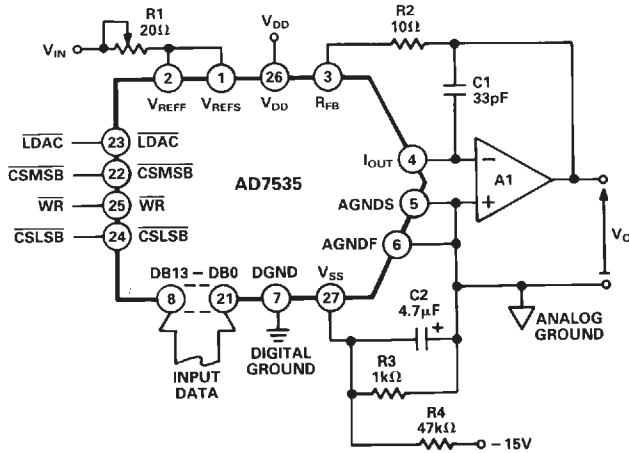 R1
20Ω
VIN
VDD
R2
10Ω
2
1
26
3
VREFF
VREFS
VDD
RFB
C1
33pF
LDAC
23
LDAC
CSMSB
22
CSMSB
WR
25
WR
CSLSB
24
CSLSB
AD7535
IOUT
4
AGNDS
5
AGNDF
6
−
A1
+
VO
DB13 – DB0
DGND
VSS
8
21
7
27
INPUT
DATA
DIGITAL
GROUND
C2
4.7μF
+
ANALOG
GROUND
R3
1kΩ
R4
47kΩ
–15V